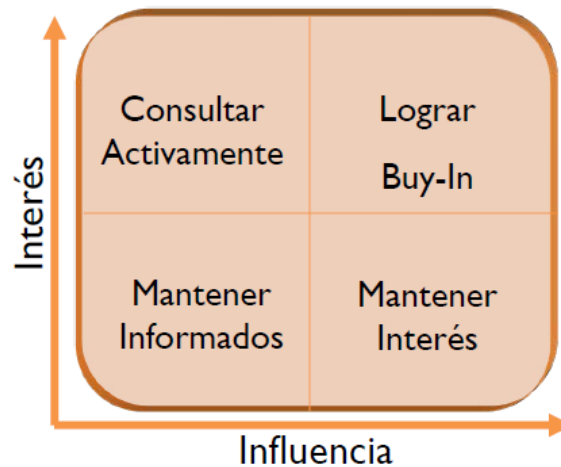 Consultar
Activamente
Lograr
Buy-In
Mantener
Informados
Mantener
Interés
Interés
Influencia